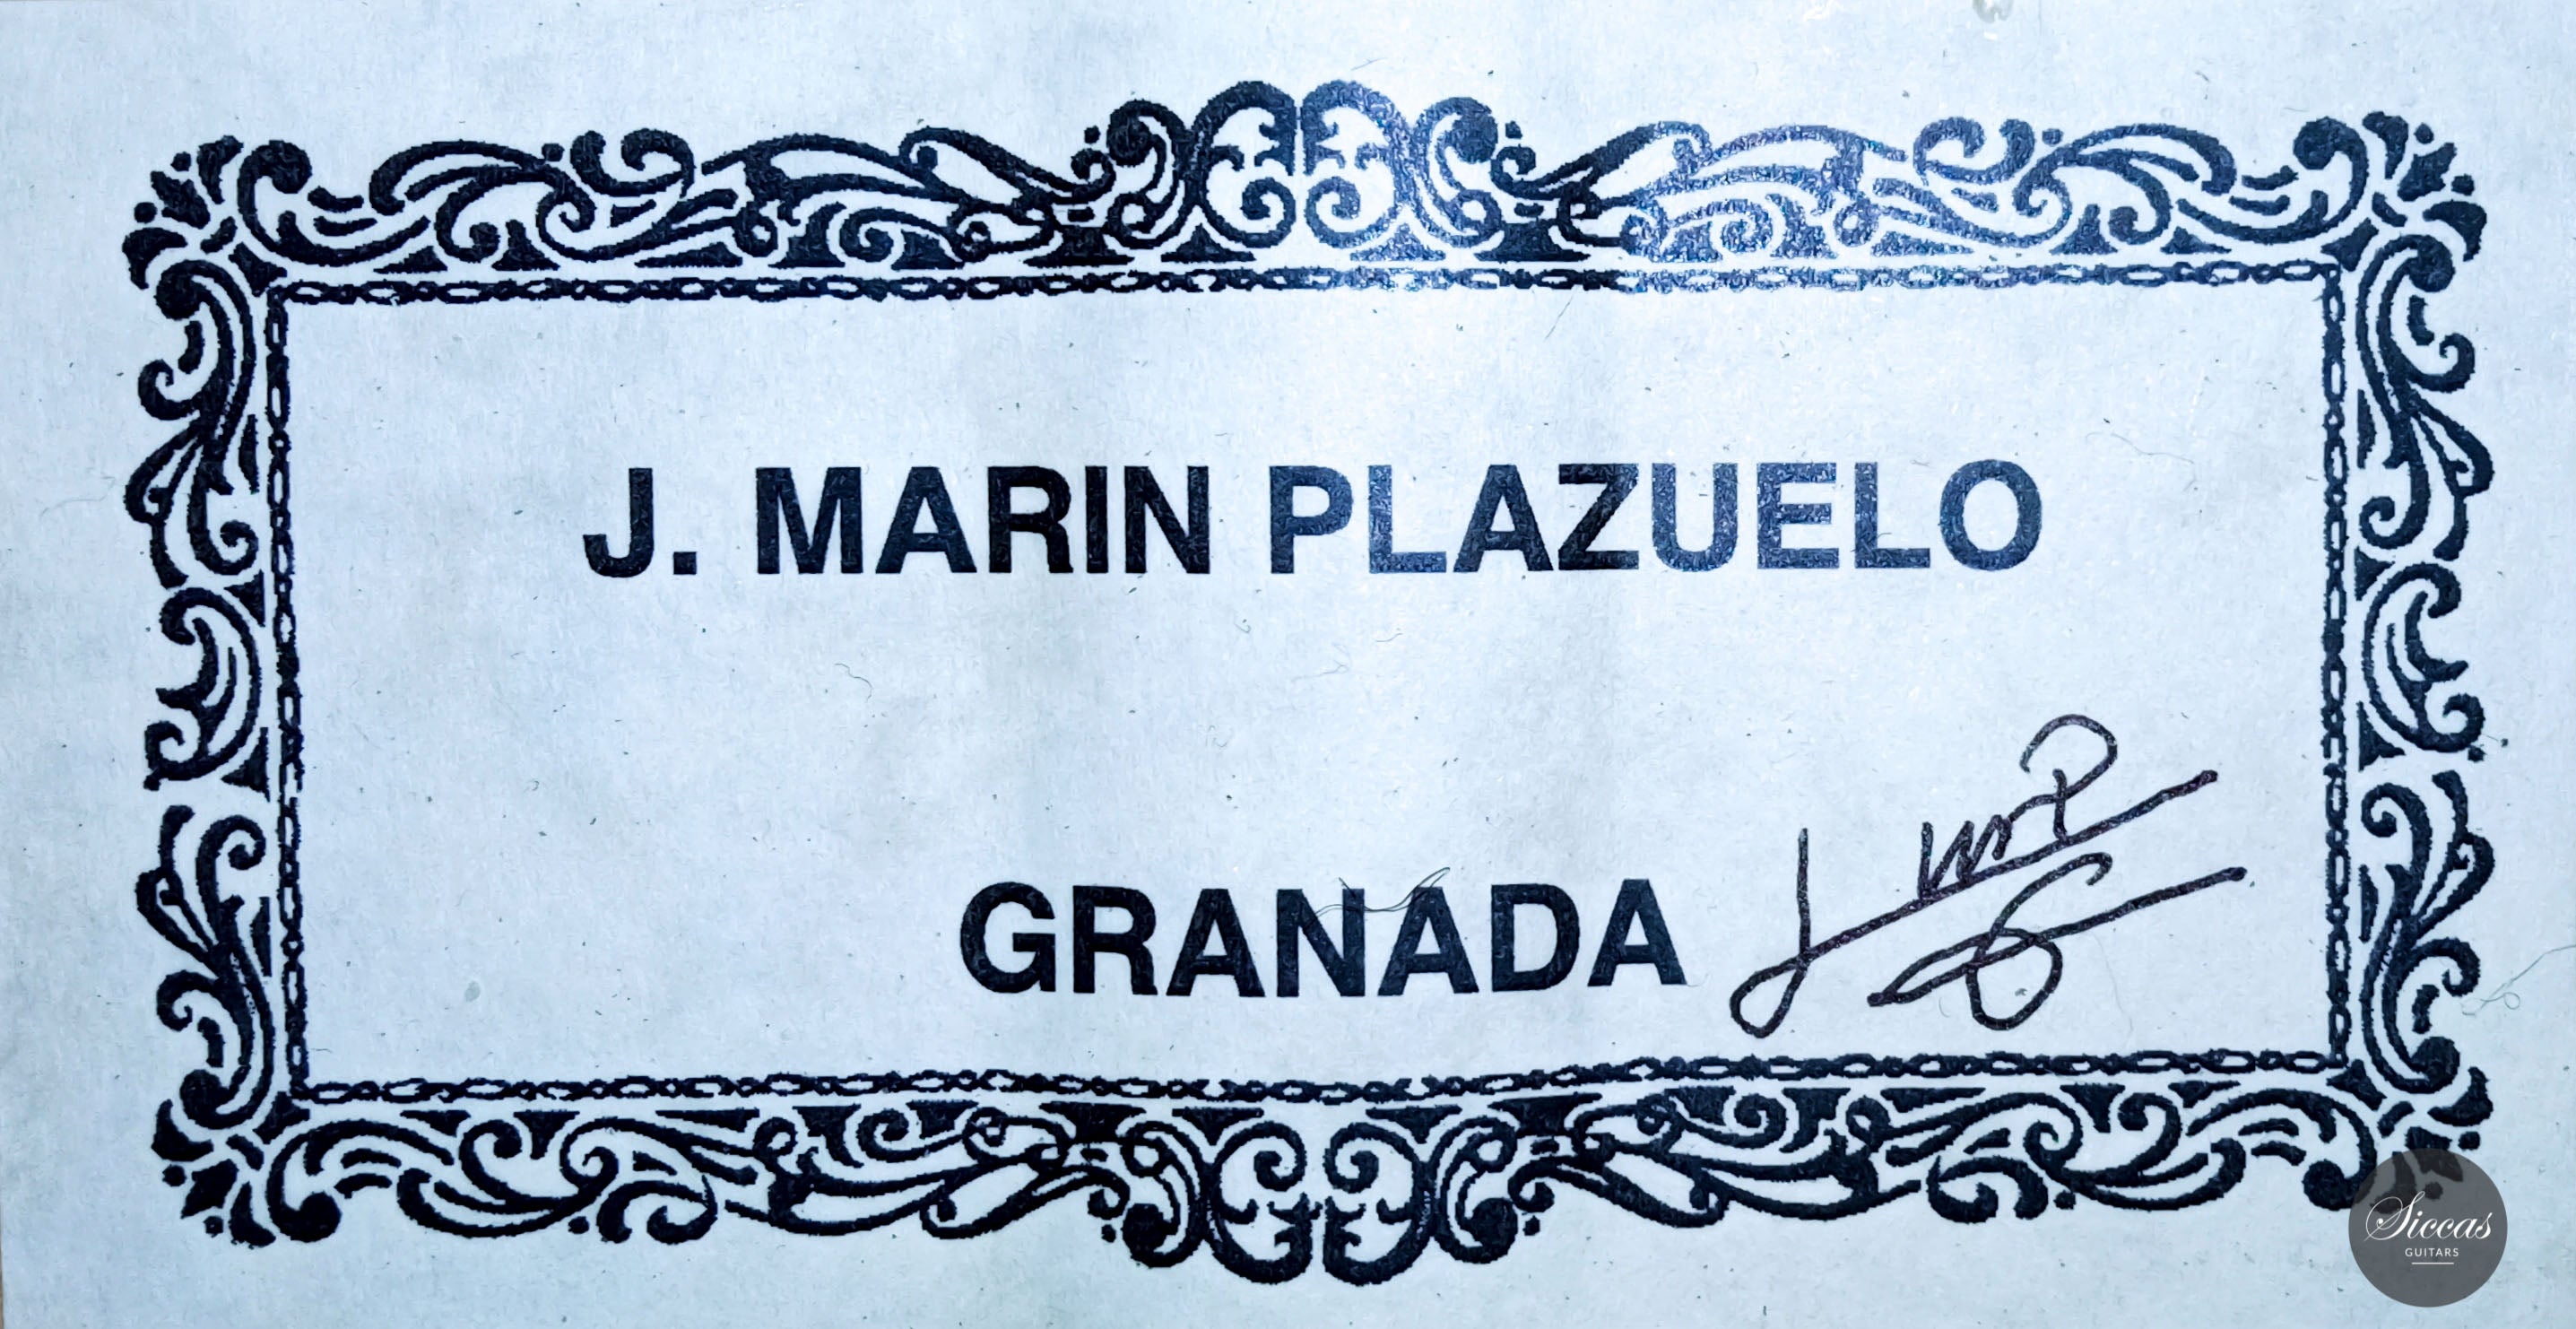 J. MARIN PLAZUELO
GRANADA
Siccas
GUITARS